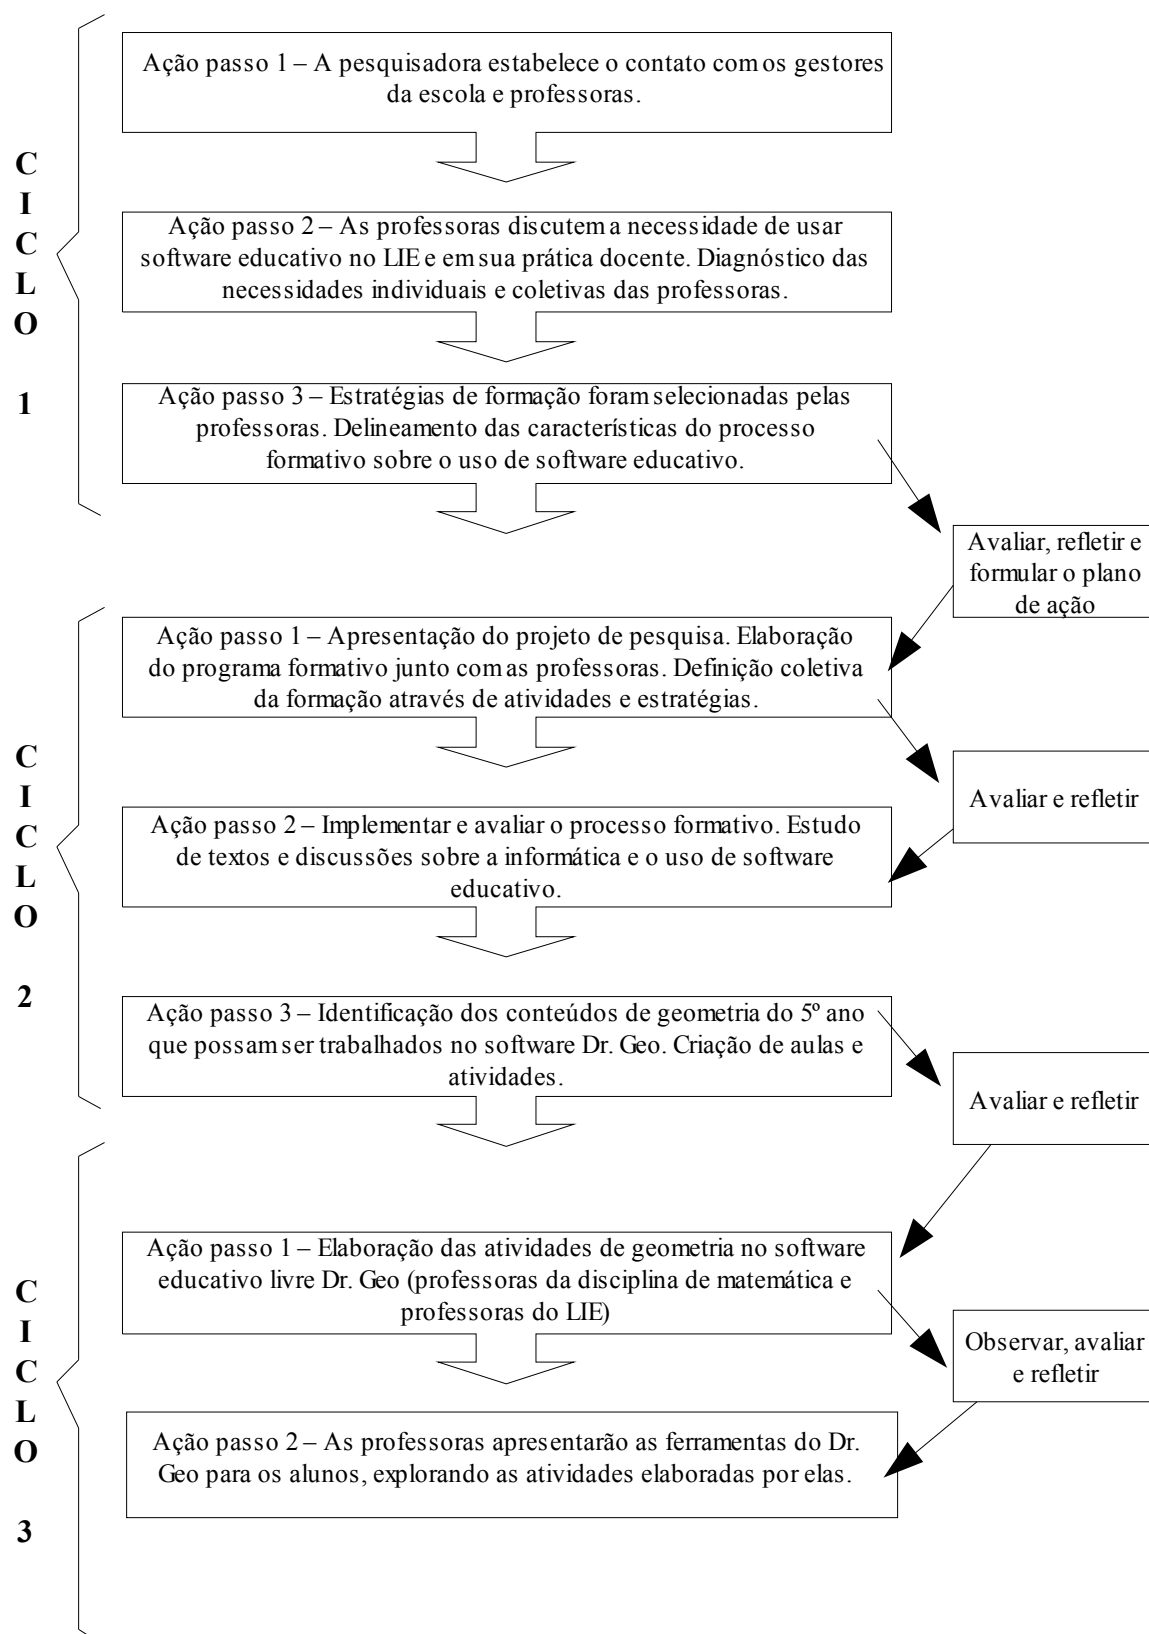 CICLO 1
Ação passo 1 – A pesquisadora estabelece o contato com os gestores
da escola e professoras.
Ação passo 2 – As professoras discutem a necessidade de usar
software educativo no LIE e em sua prática docente. Diagnóstico das
necessidades individuais e coletivas das professoras.
Ação passo 3 – Estratégias de formação foram selecionadas pelas
professoras. Delineamento das características do processo
formativo sobre o uso de software educativo.
Avaliar, refletir e
formular o plano
de ação
CICLO 2
Ação passo 1 – Apresentação do projeto de pesquisa. Elaboração
do programa formativo junto com as professoras. Definição coletiva
da formação através de atividades e estratégias.
Avaliar e refletir
Ação passo 2 – Implementar e avaliar o processo formativo. Estudo
de textos e discussões sobre a informática e o uso de software
educativo.
Ação passo 3 – Identificação dos conteúdos de geometria do 5º ano
que possam ser trabalhados no software Dr. Geo. Criação de aulas e
atividades.
Avaliar e refletir
CICLO 3
Ação passo 1 – Elaboração das atividades de geometria no software
educativo livre Dr. Geo (professoras da disciplina de matemática e
professoras do LIE)
Observar, avaliar
e refletir
Ação passo 2 – As professoras apresentarão as ferramentas do Dr.
Geo para os alunos, explorando as atividades elaboradas por elas.